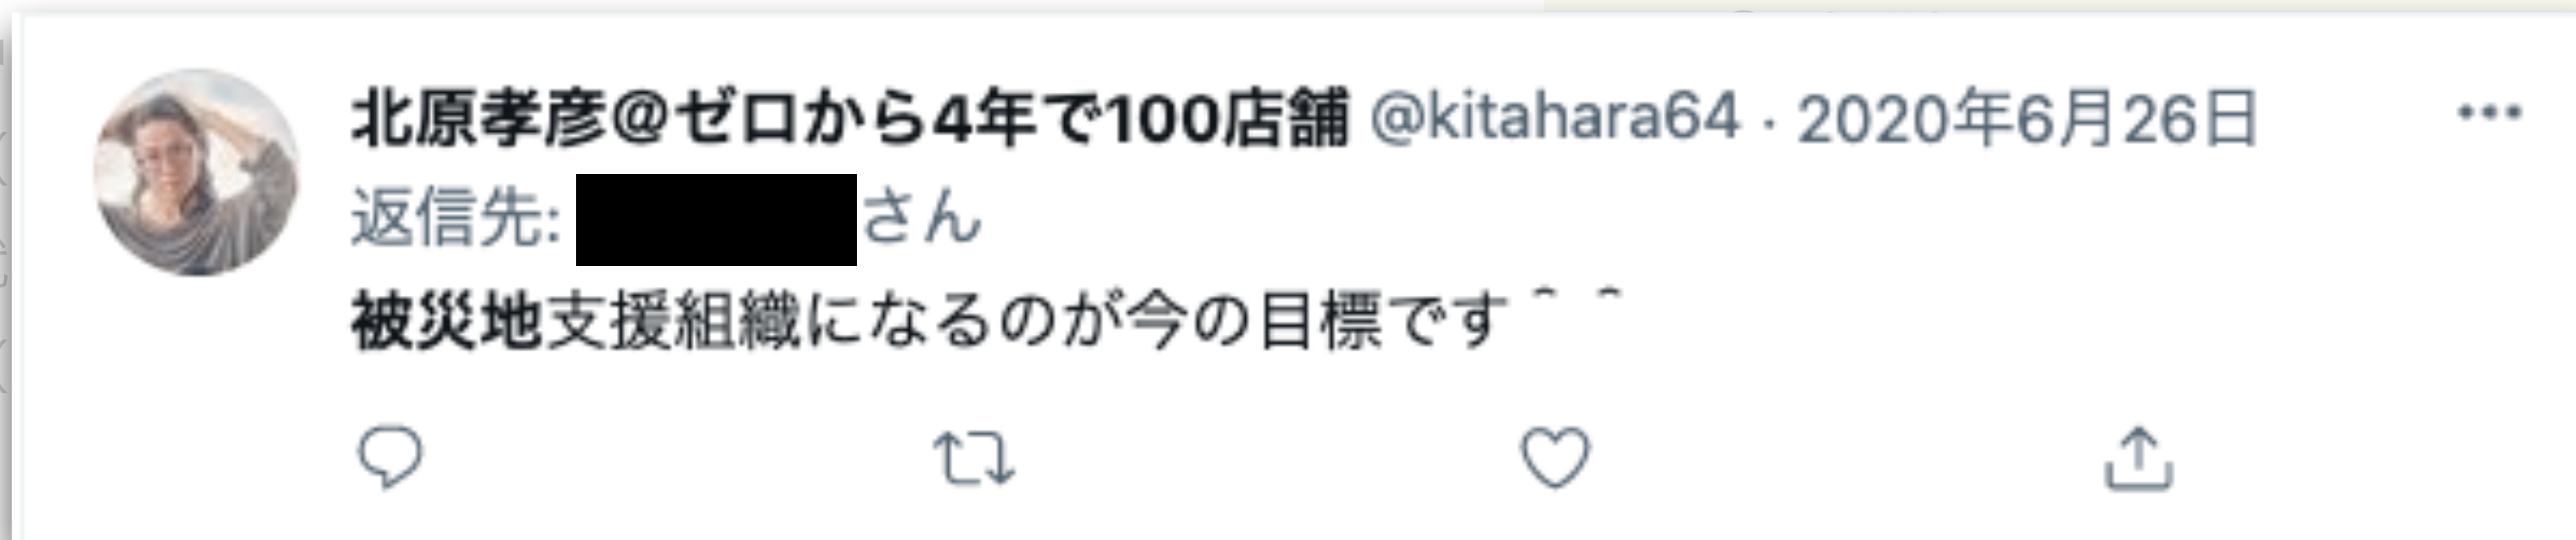 北原孝彦@ゼロから4年で100店舗 @kitahara64 · 2020年6月26日
返信先: さん
被災地支援組織になるのが今の目標です＾ ＾